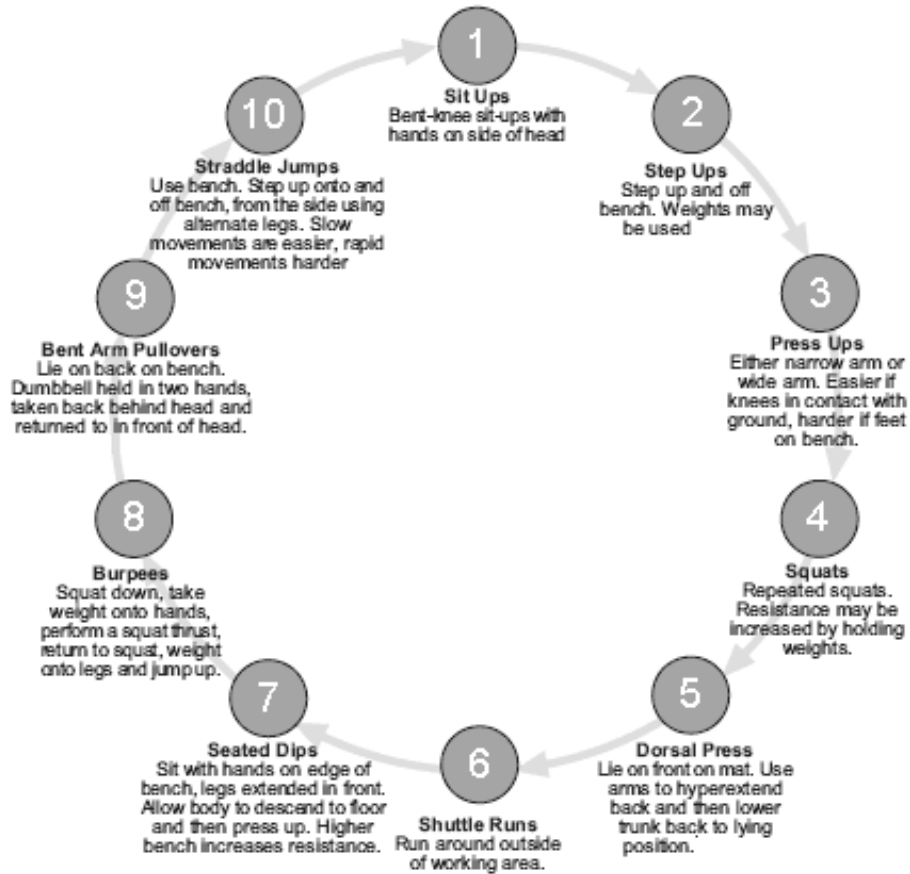 1
Sit Ups
Bent-knee sit-ups with
hands on side of head
2
Step Ups
Step up and off
bench. Weights may
be used
3
Press Ups
Either narrow arm or
wide arm. Easier if
knees in contact with
ground, harder if feet
on bench.
4
Squats
Repeated squats.
Resistance may be
increased by holding
weights.
5
Dorsal Press
Lie on front on mat. Use
arms to hyperextend
back and then lower
trunk back to lying
position.
6
Shuttle Runs
Run around outside
of working area.
7
Seated Dips
Sit with hands on edge of
bench, legs extended in front.
Allow body to descend to floor
and then press up. Higher
bench increases resistance.
8
Burpees
Squat down, take
weight onto hands,
perform a squat thrust,
return to squat, weight
onto legs and jump up.
9
Bent Arm Pullovers
Lie on back on bench.
Dumbbell held in two hands,
taken back behind head and
returned to in front of head.
10
Straddle Jumps
Use bench. Step up onto and
off bench, from the side using
alternate legs. Slow
movements are easier, rapid
movements harder